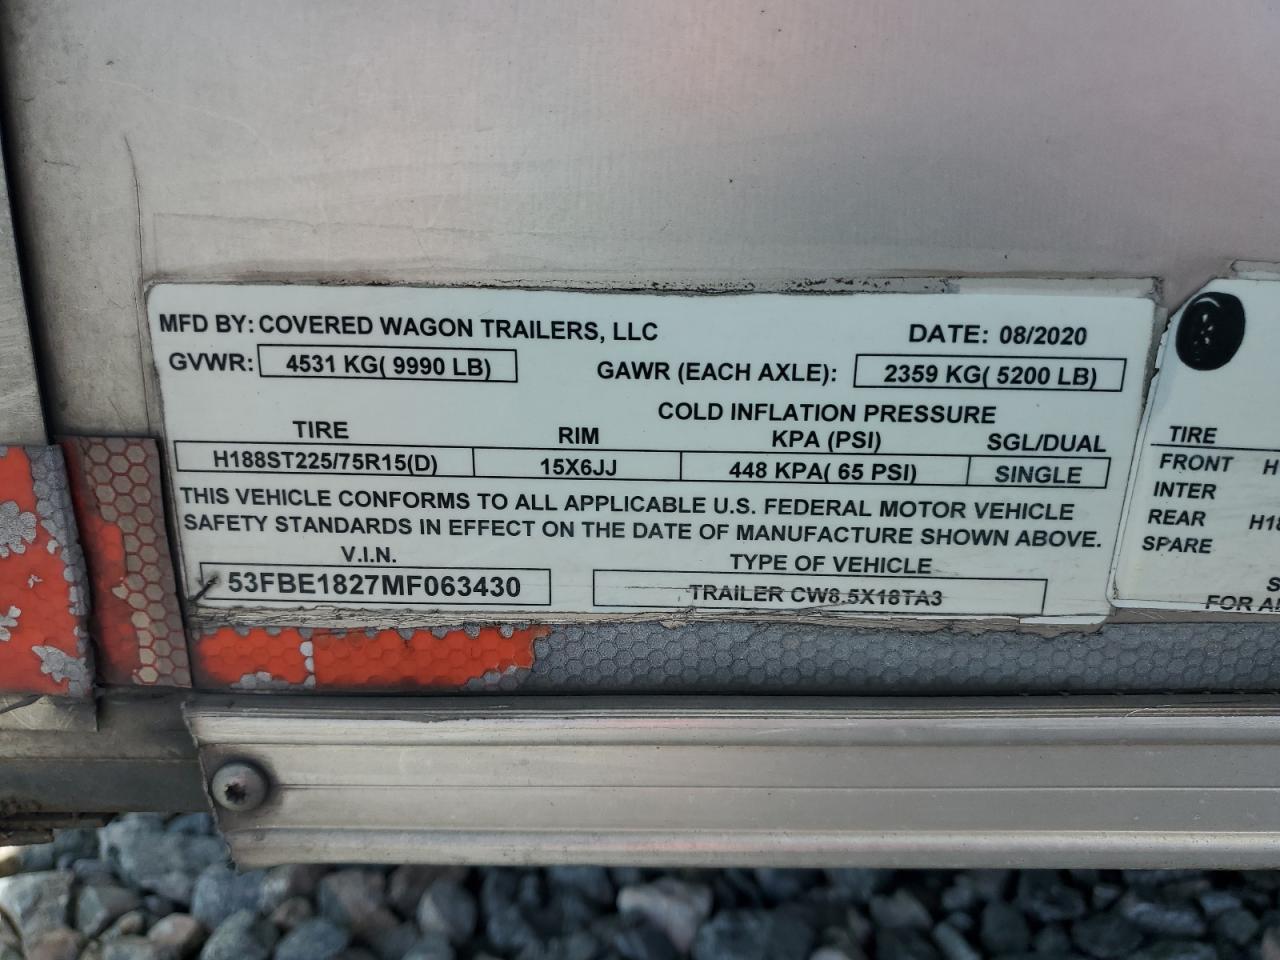 MFD BY: COVERED WAGON TRAILERS, LLC DATE: 08/2020
GVWR: 4531 KG( 9990 LB) GAWR (EACH AXLE): 2359 KG( 5200 LB)
COLD INFLATION PRESSURE
TIRE RIM KPA (PSI) SGL/DUAL
H188ST225/75R15(D) 15X6JJ 448 KPA( 65 PSI) SINGLE
THIS VEHICLE CONFORMS TO ALL APPLICABLE U.S. FEDERAL MOTOR VEHICLE
SAFETY STANDARDS IN EFFECT ON THE DATE OF MANUFACTURE SHOWN ABOVE.
V.I.N. TYPE OF VEHICLE
53FBE1827MF063430 TRAILER CW8.5X18TA3
TIRE
FRONT H
INTER
REAR H18
SPARE
S
FOR